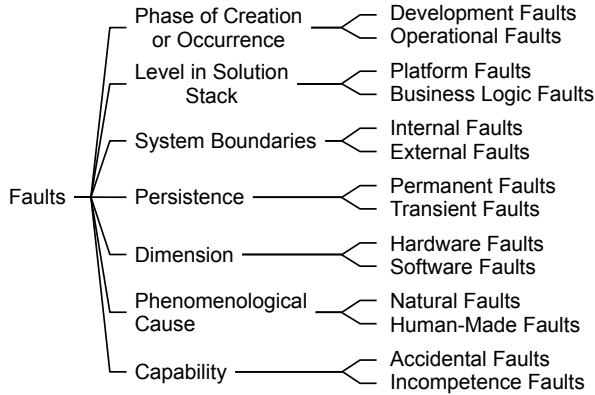 Faults
Phase of Creation
or Occurrence
Development Faults
Operational Faults
Level in Solution
Stack
Platform Faults
Business Logic Faults
System Boundaries
Internal Faults
External Faults
Persistence
Permanent Faults
Transient Faults
Dimension
Hardware Faults
Software Faults
Phenomenological
Cause
Natural Faults
Human-Made Faults
Capability
Accidental Faults
Incompetence Faults